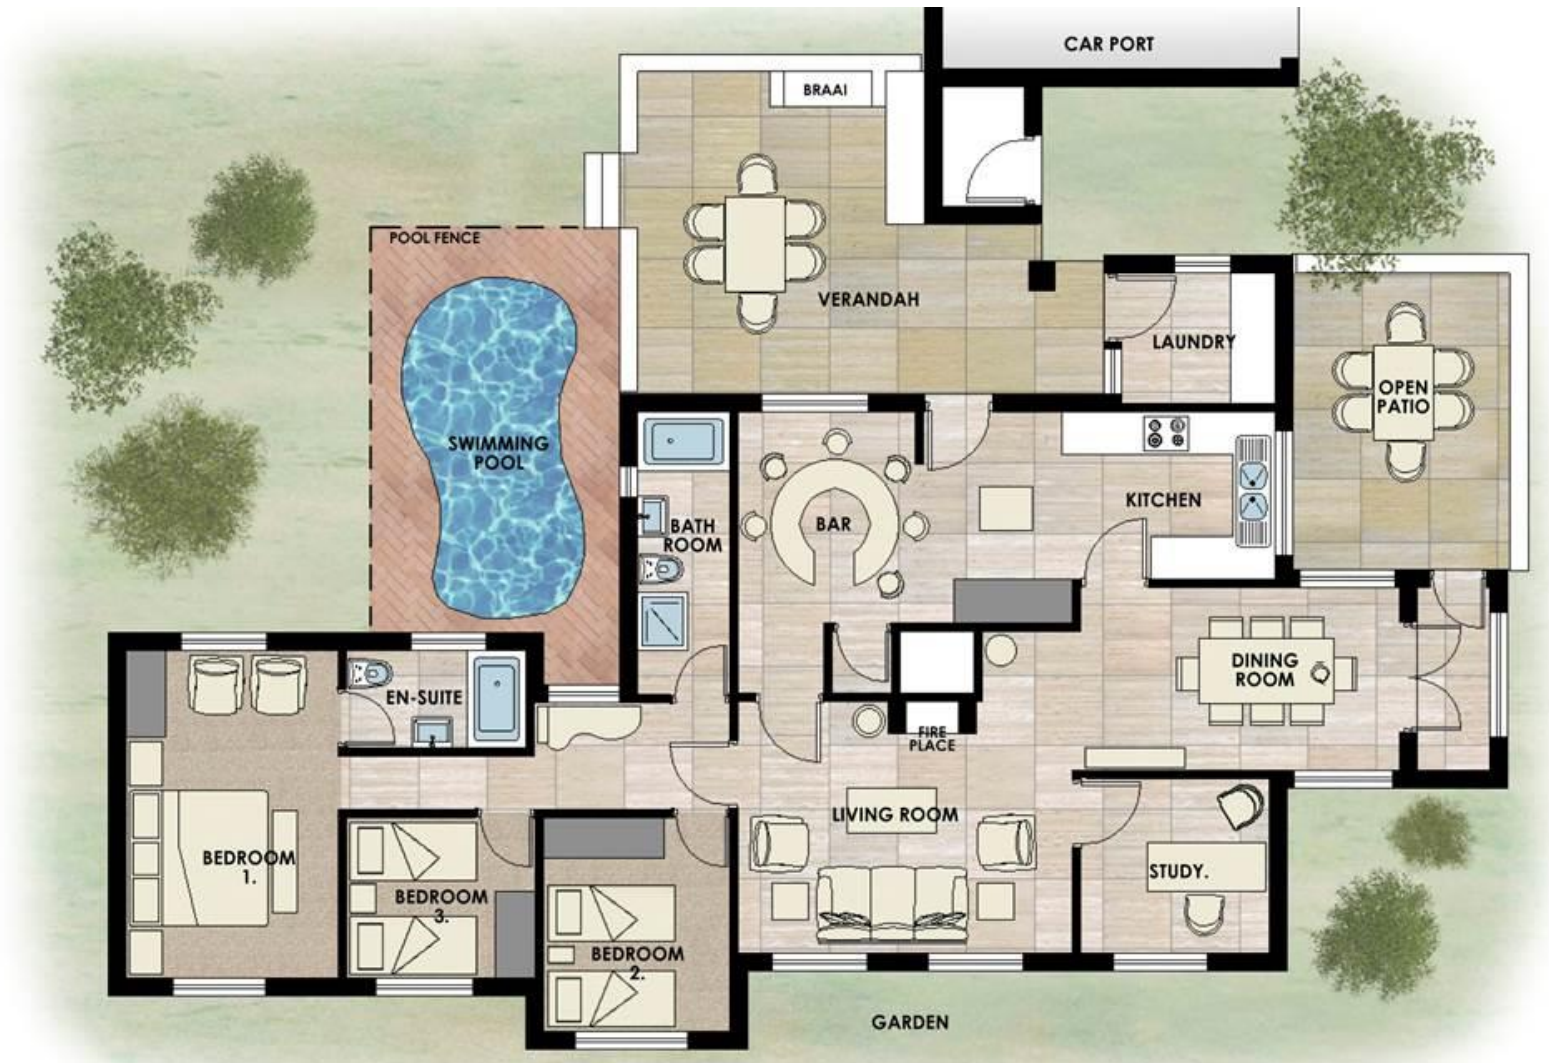 CAR PORT
BRAAI
POOL FENCE
VERANDAH
LAUNDRY
OPEN
PATIO
SWIMMING
POOL
KITCHEN
BATH
ROOM
BAR
DINING
ROOM
EN-SUITE
FIRE
PLACE
LIVING ROOM
BEDROOM
1.
STUDY.
BEDROOM
3.
BEDROOM
2.
GARDEN